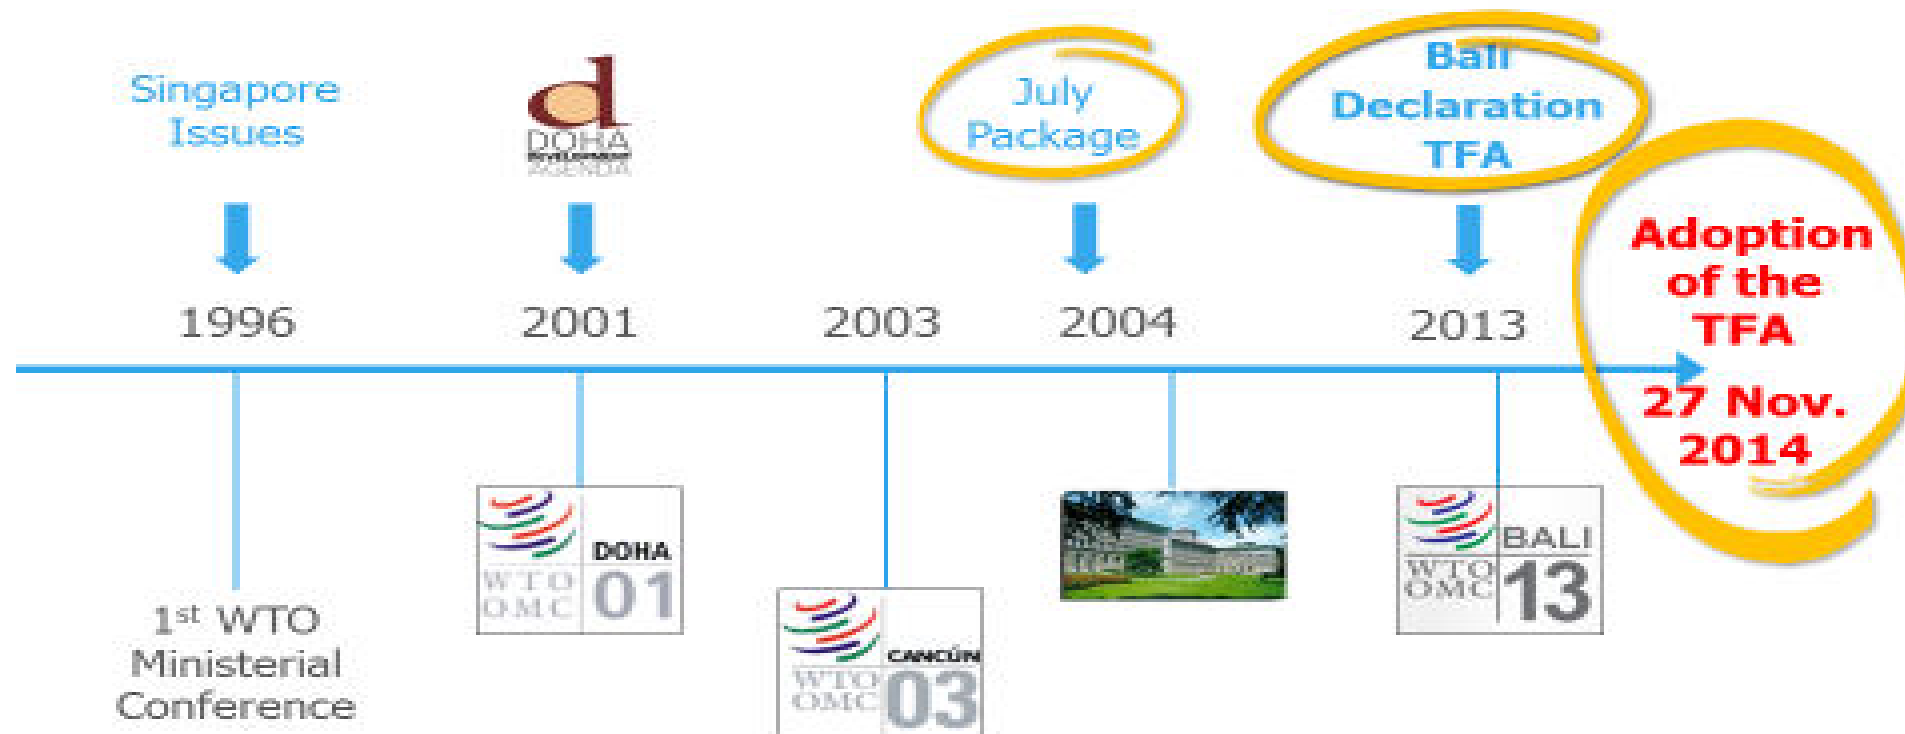 Singapore
Issues
DOHA
DEVELOPMENT
AGENDA
July
Package
Bali
Declaration
TFA
Adoption
of the
TFA
27 Nov.
2014
1996
2001
2003
2004
2013
1st WTO
Ministerial
Conference
DOHA
WTO
OMC
01
CANCÚN
WTO
OMC
03
BALI
WTO
OMC
13